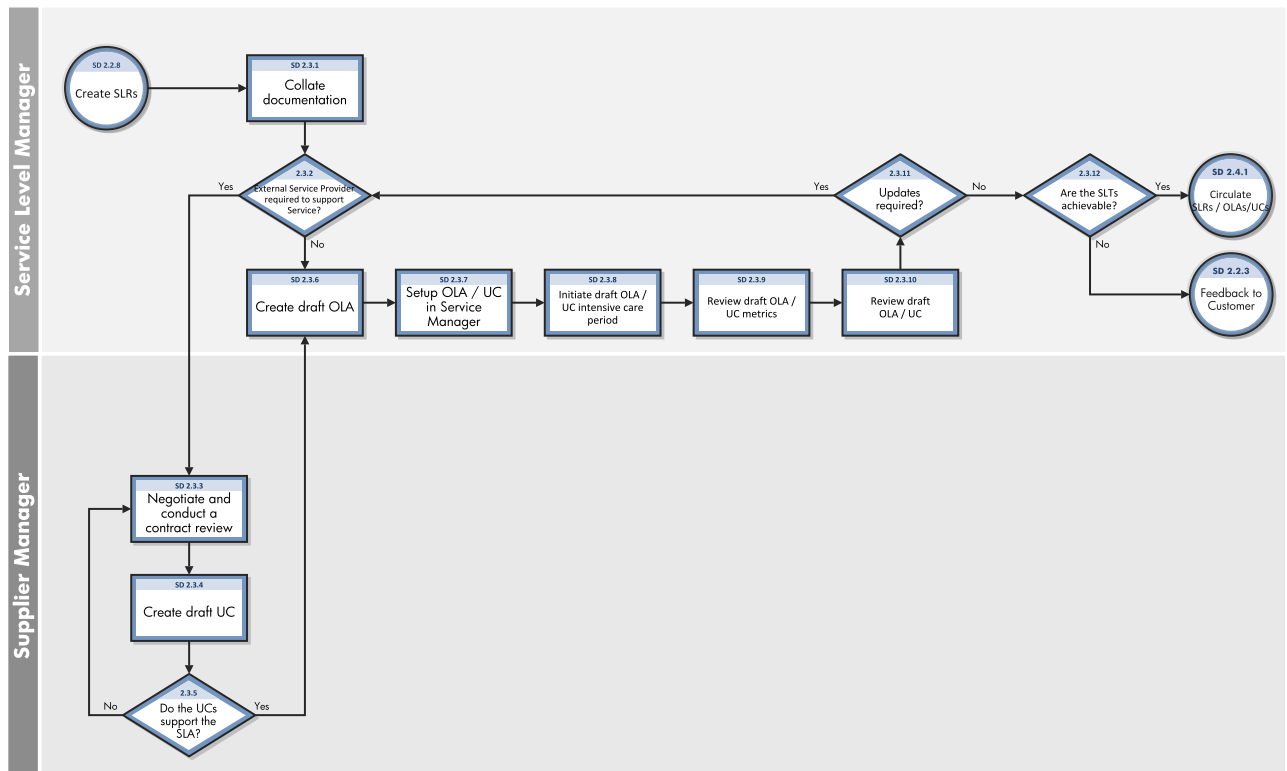 Service Level Manager
SD 2.2.8
Create SLRs
SD 2.3.1
Collate
documentation
2.3.2
External Service Provider
required to support
Service?
Yes
No
2.3.11
Updates
required?
Yes
No
2.3.12
Are the SLTs
achievable?
Yes
No
SD 2.4.1
Circulate
SLRs / OLAs/UCs
SD 2.3.6
Create draft OLA
SD 2.3.7
Setup OLA / UC
in Service
Manager
SD 2.3.8
Initiate draft OLA /
UC intensive care
period
SD 2.3.9
Review draft OLA /
UC metrics
SD 2.3.10
Review draft
OLA / UC
SD 2.2.3
Feedback to
Customer
Supplier Manager
SD 2.3.3
Negotiate and
conduct a
contract review
SD 2.3.4
Create draft UC
2.3.5
Do the UCs
support the
SLA?
No
Yes